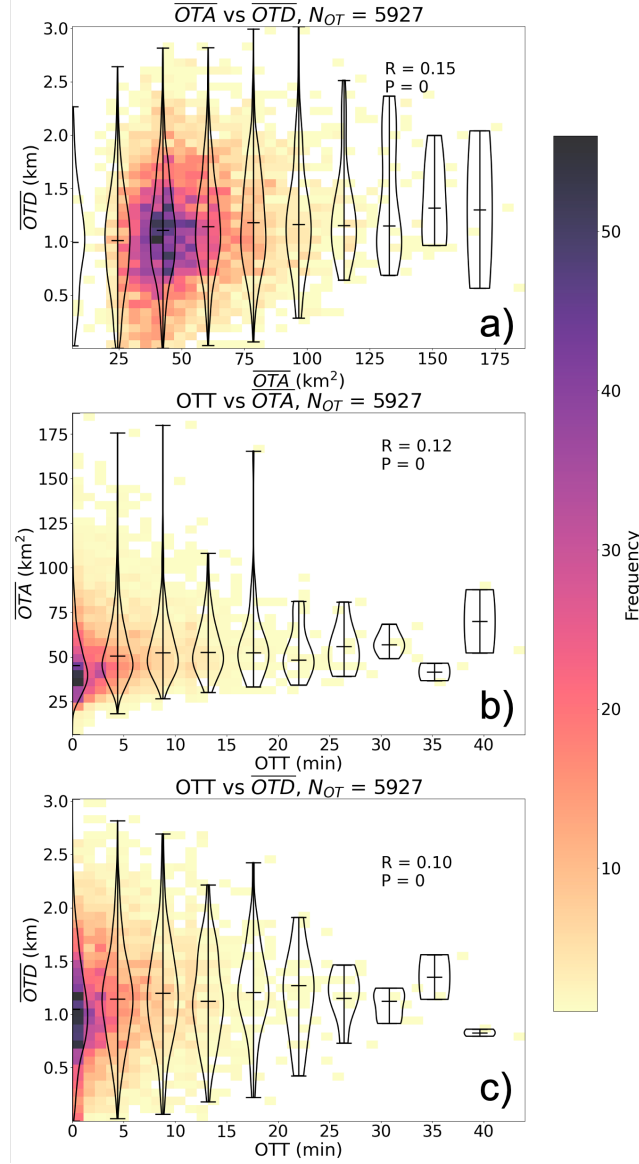 OTA vs OTD, N_OT = 5927
3.0
2.5
2.0
1.5
1.0
0.5
OTD (km)
R = 0.15
P = 0
a)
25 50 75 100 125 150 175
OTA (km²)
OTT vs OTA, N_OT = 5927
175
150
125
100
75
50
25
OTA (km²)
R = 0.12
P = 0
b)
0 5 10 15 20 25 30 35 40
OTT (min)
OTT vs OTD, N_OT = 5927
3.0
2.5
2.0
1.5
1.0
0.5
OTD (km)
R = 0.10
P = 0
c)
0 5 10 15 20 25 30 35 40
OTT (min)
50
40
30
20
10
Frequency